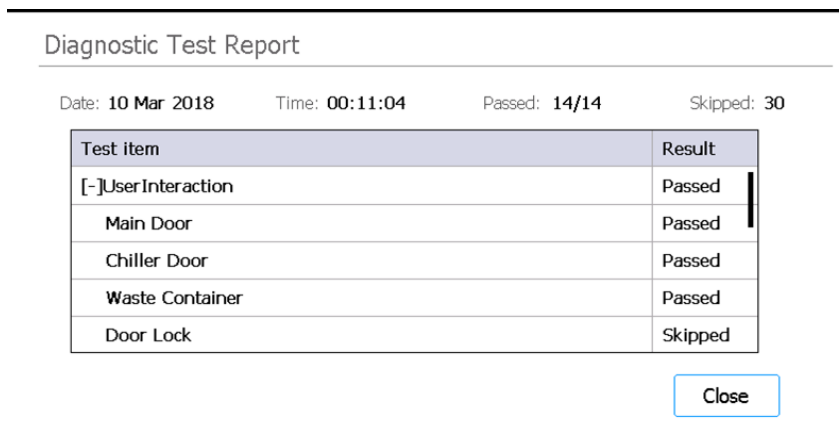 Diagnostic Test Report
Date: 10 Mar 2018 Time: 00:11:04 Passed: 14/14 Skipped: 30
Test item Result
[-]UserInteraction Passed
Main Door Passed
Chiller Door Passed
Waste Container Passed
Door Lock Skipped
Close